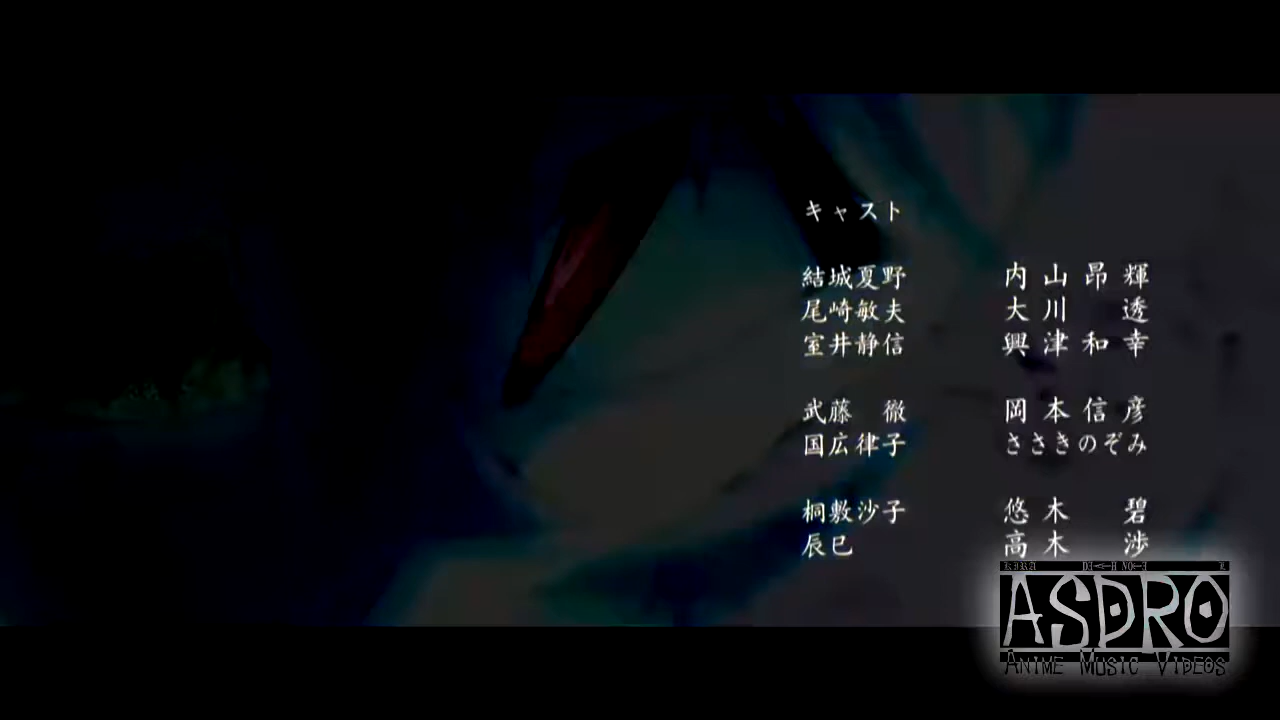 キャスト
結城夏野 内山昂輝
尾崎敏夫 大川 透
室井静信 興津和幸
武藤 徹 岡本信彦
国広律子 ささきのぞみ
桐敷沙子 悠木 碧
辰巳 高木 渉
KIRA DEATH NOTE L
ASDRO
ANIME MUSIC VIDEOS